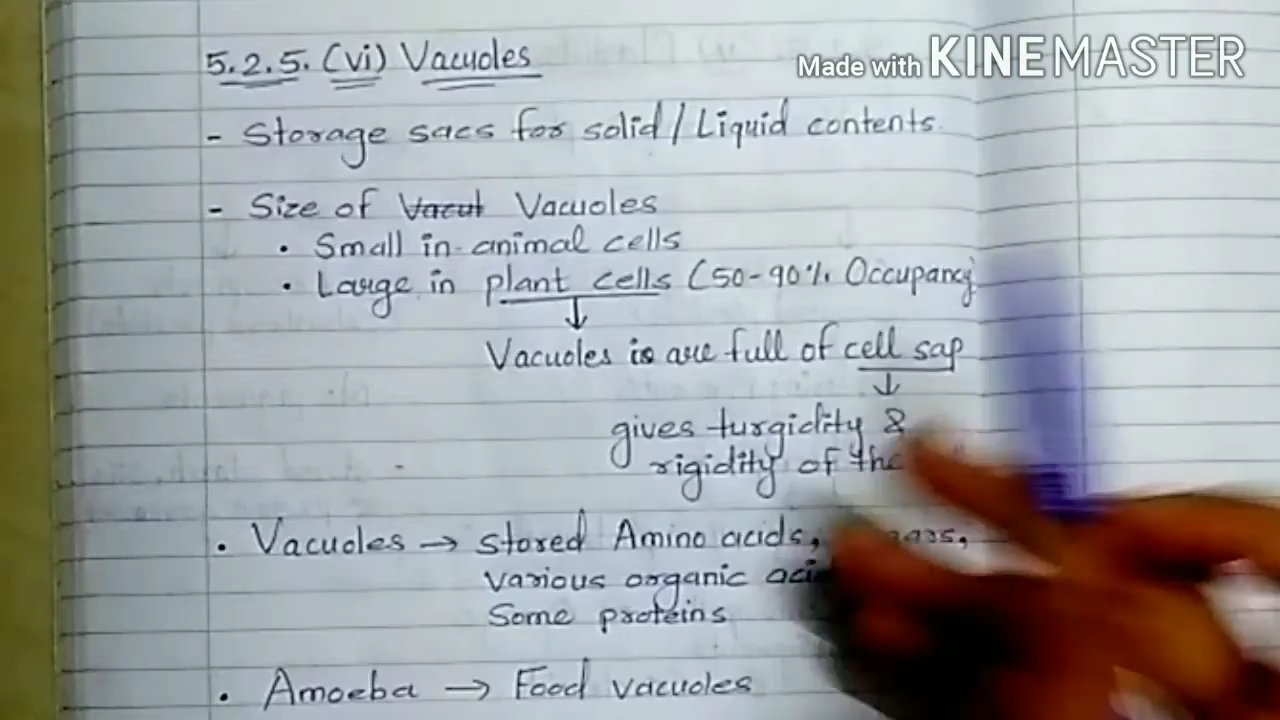 5.2.5. (vi) Vacuoles
Made with KINEMASTER
- Storage sacs for solid / Liquid contents.
- Size of Vacul Vacuoles
• Small in animal cells
• Large in plant cells (50-90% Occupancy)
↓
Vacuoles is are full of cell sap
↓
gives turgidity &
rigidity of the
• Vacuoles → stored Amino acids,
various organic
Some proteins
• Amoeba → Food vacuoles